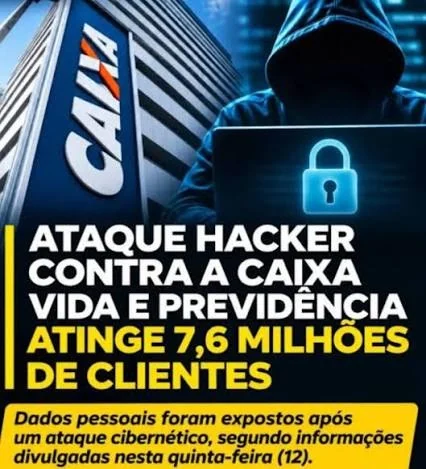 CAIXA
ATAQUE HACKER
CONTRA A CAIXA
VIDA E PREVIDÊNCIA
ATINGE 7,6 MILHÕES
DE CLIENTES
Dados pessoais foram expostos após
um ataque cibernético, segundo informações
divulgadas nesta quinta-feira (12).